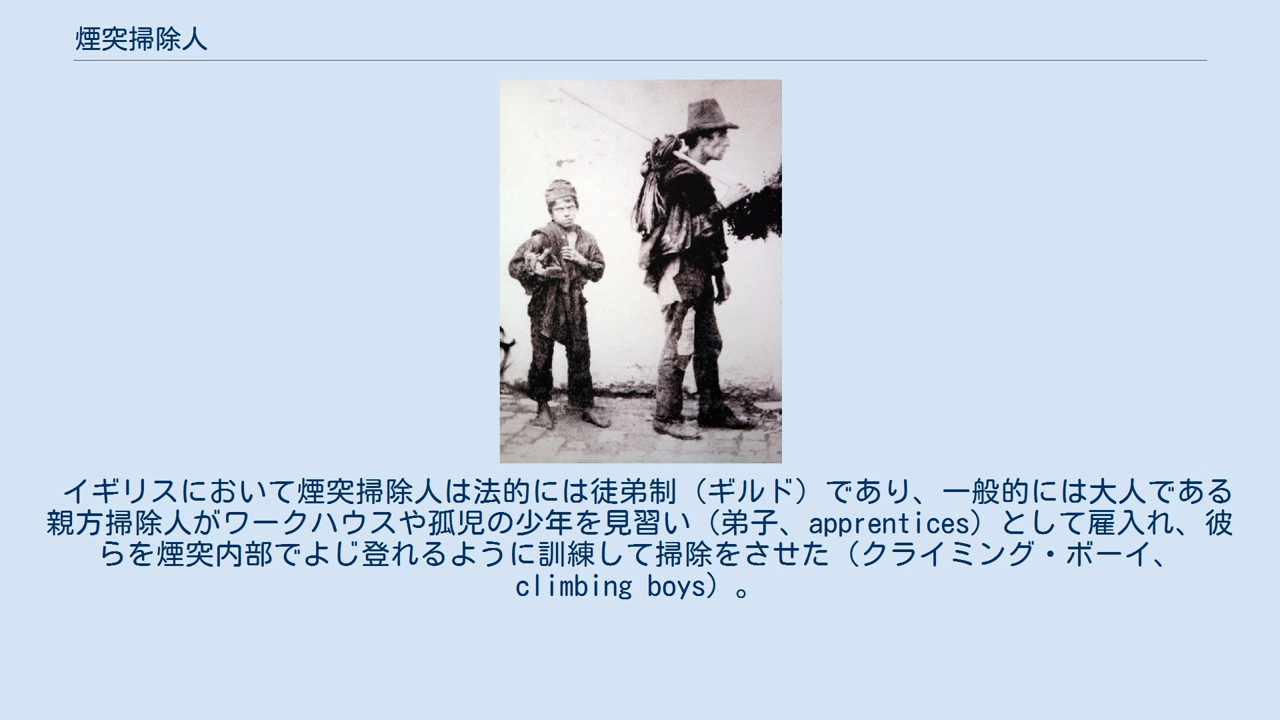 煙突掃除人
イギリスにおいて煙突掃除人は法的には徒弟制（ギルド）であり、一般的には大人である
親方掃除人がワークハウスや孤児の少年を見習い（弟子、apprentices）として雇入れ、彼
らを煙突内部でよじ登れるように訓練して掃除をさせた（クライミング・ボーイ、
climbing boys）。